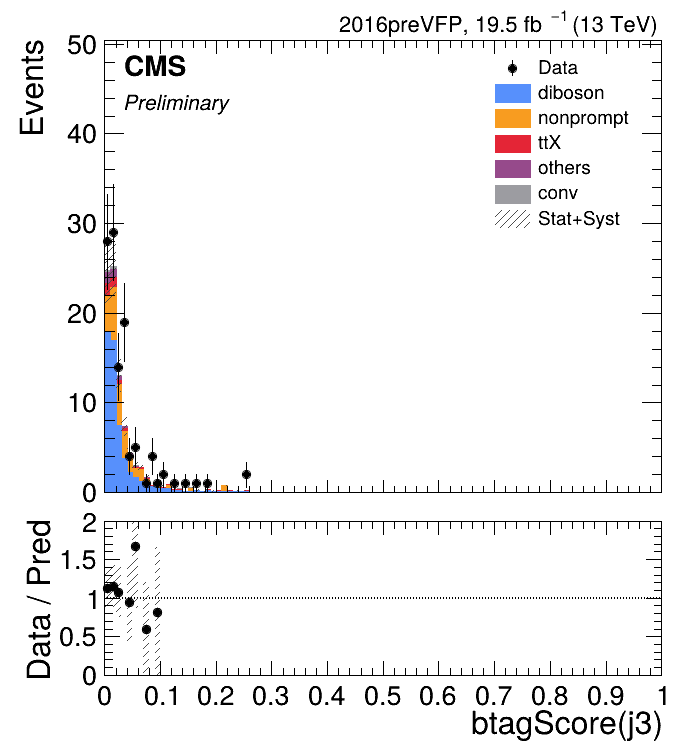 2016preVFP, 19.5 fb⁻¹ (13 TeV)
Events
50
40
30
20
10
0
CMS
Preliminary
Data
diboson
nonprompt
ttX
others
conv
Stat+Syst
Data / Pred
2
1.5
1
0.5
0
0 0.1 0.2 0.3 0.4 0.5 0.6 0.7 0.8 0.9 1
btagScore(j3)